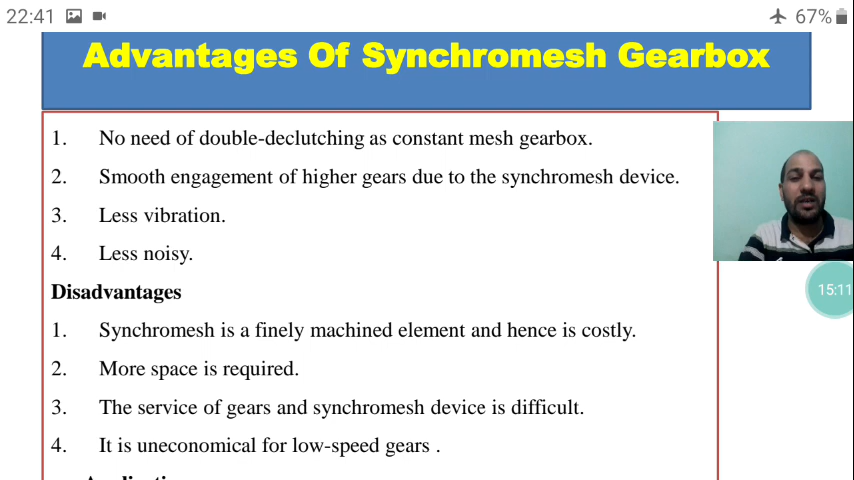 22:41 67%
Advantages Of Synchromesh Gearbox
1. No need of double-declutching as constant mesh gearbox.
2. Smooth engagement of higher gears due to the synchromesh device.
3. Less vibration.
4. Less noisy.
15:11
Disadvantages
1. Synchromesh is a finely machined element and hence is costly.
2. More space is required.
3. The service of gears and synchromesh device is difficult.
4. It is uneconomical for low-speed gears .